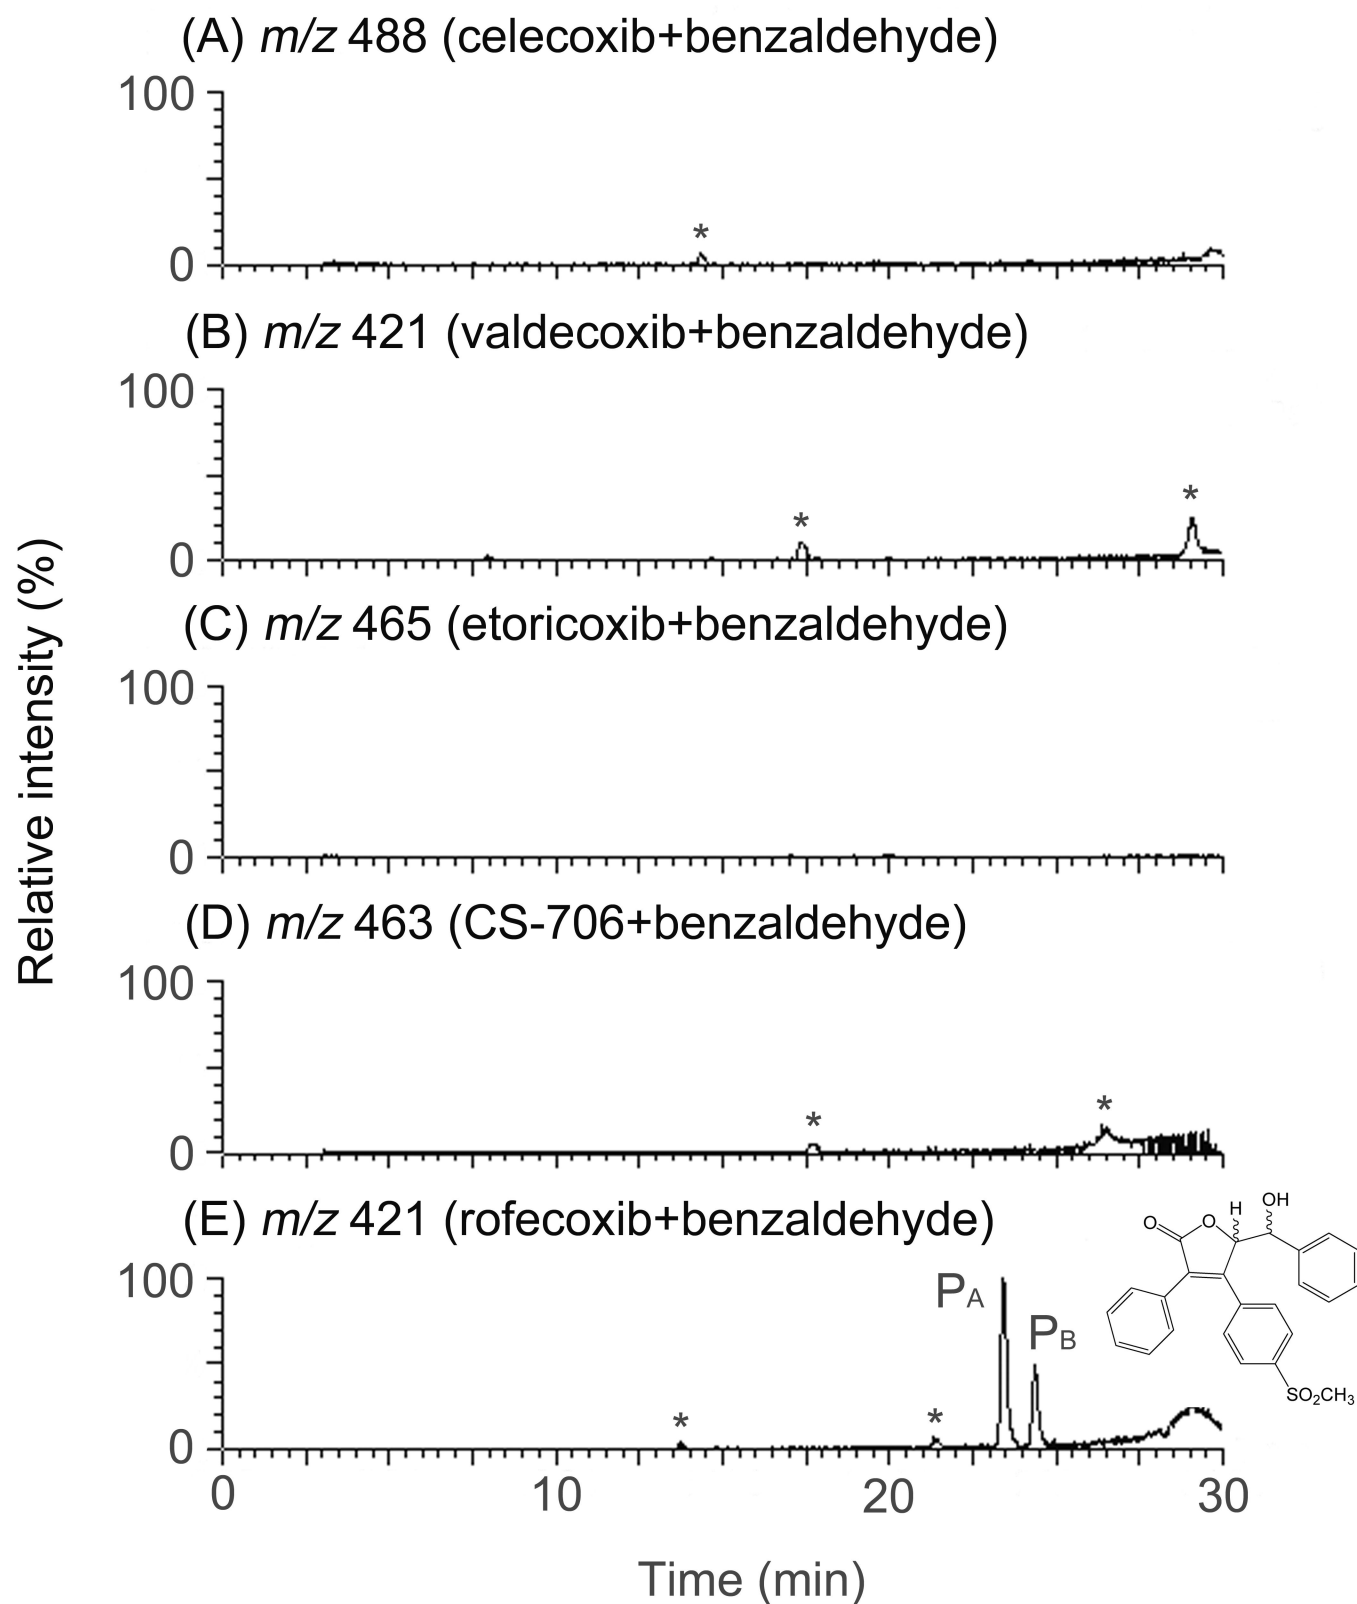 (A) m/z 488 (celecoxib+benzaldehyde)
100
*
0
(B) m/z 421 (valdecoxib+benzaldehyde)
100
*
*
0
(C) m/z 465 (etoricoxib+benzaldehyde)
100
0
(D) m/z 463 (CS-706+benzaldehyde)
100
*
*
0
(E) m/z 421 (rofecoxib+benzaldehyde)
100
PA
PB
*
*
0
O
O
H
OH
SO2CH3
0
10
20
30
Time (min)
Relative intensity (%)